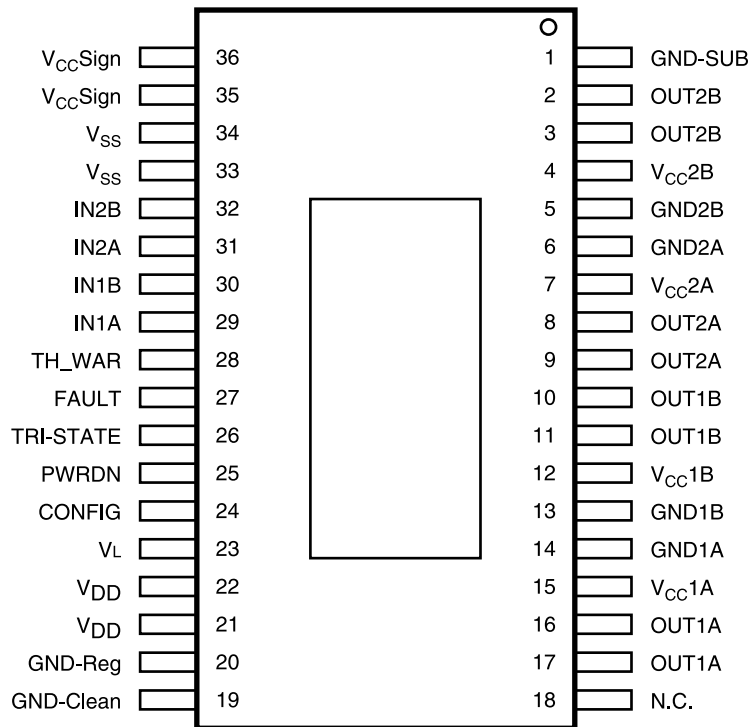 VCCSign 36 1 GND-SUB
VCCSign 35 2 OUT2B
VSS 34 3 OUT2B
VSS 33 4 VCC2B
IN2B 32 5 GND2B
IN2A 31 6 GND2A
IN1B 30 7 VCC2A
IN1A 29 8 OUT2A
TH_WAR 28 9 OUT2A
FAULT 27 10 OUT1B
TRI-STATE 26 11 OUT1B
PWRDN 25 12 VCC1B
CONFIG 24 13 GND1B
VL 23 14 GND1A
VDD 22 15 VCC1A
VDD 21 16 OUT1A
GND-Reg 20 17 OUT1A
GND-Clean 19 18 N.C.